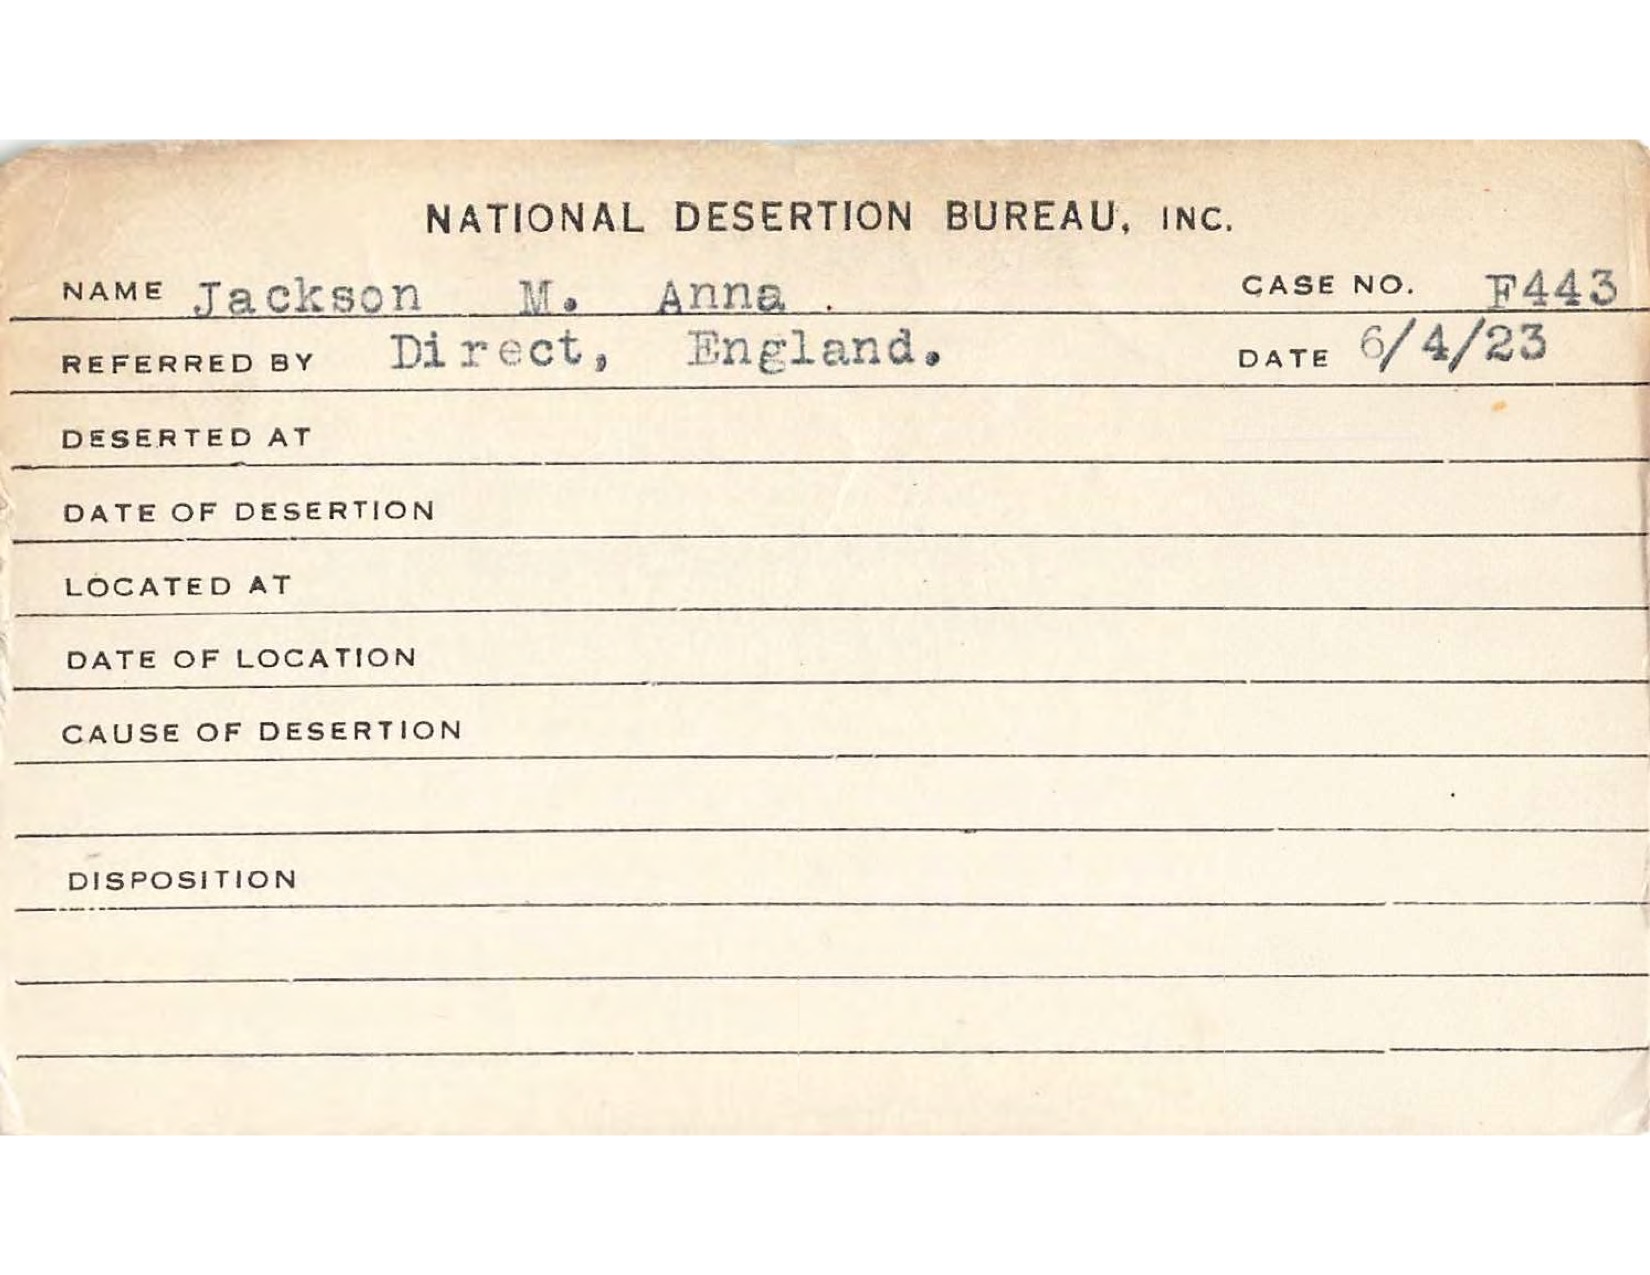 NATIONAL DESERTION BUREAU, INC.
NAME Jackson M. Anna . CASE NO. F443
REFERRED BY Direct, England. DATE 6/4/23
DESERTED AT
DATE OF DESERTION
LOCATED AT
DATE OF LOCATION
CAUSE OF DESERTION
DISPOSITION